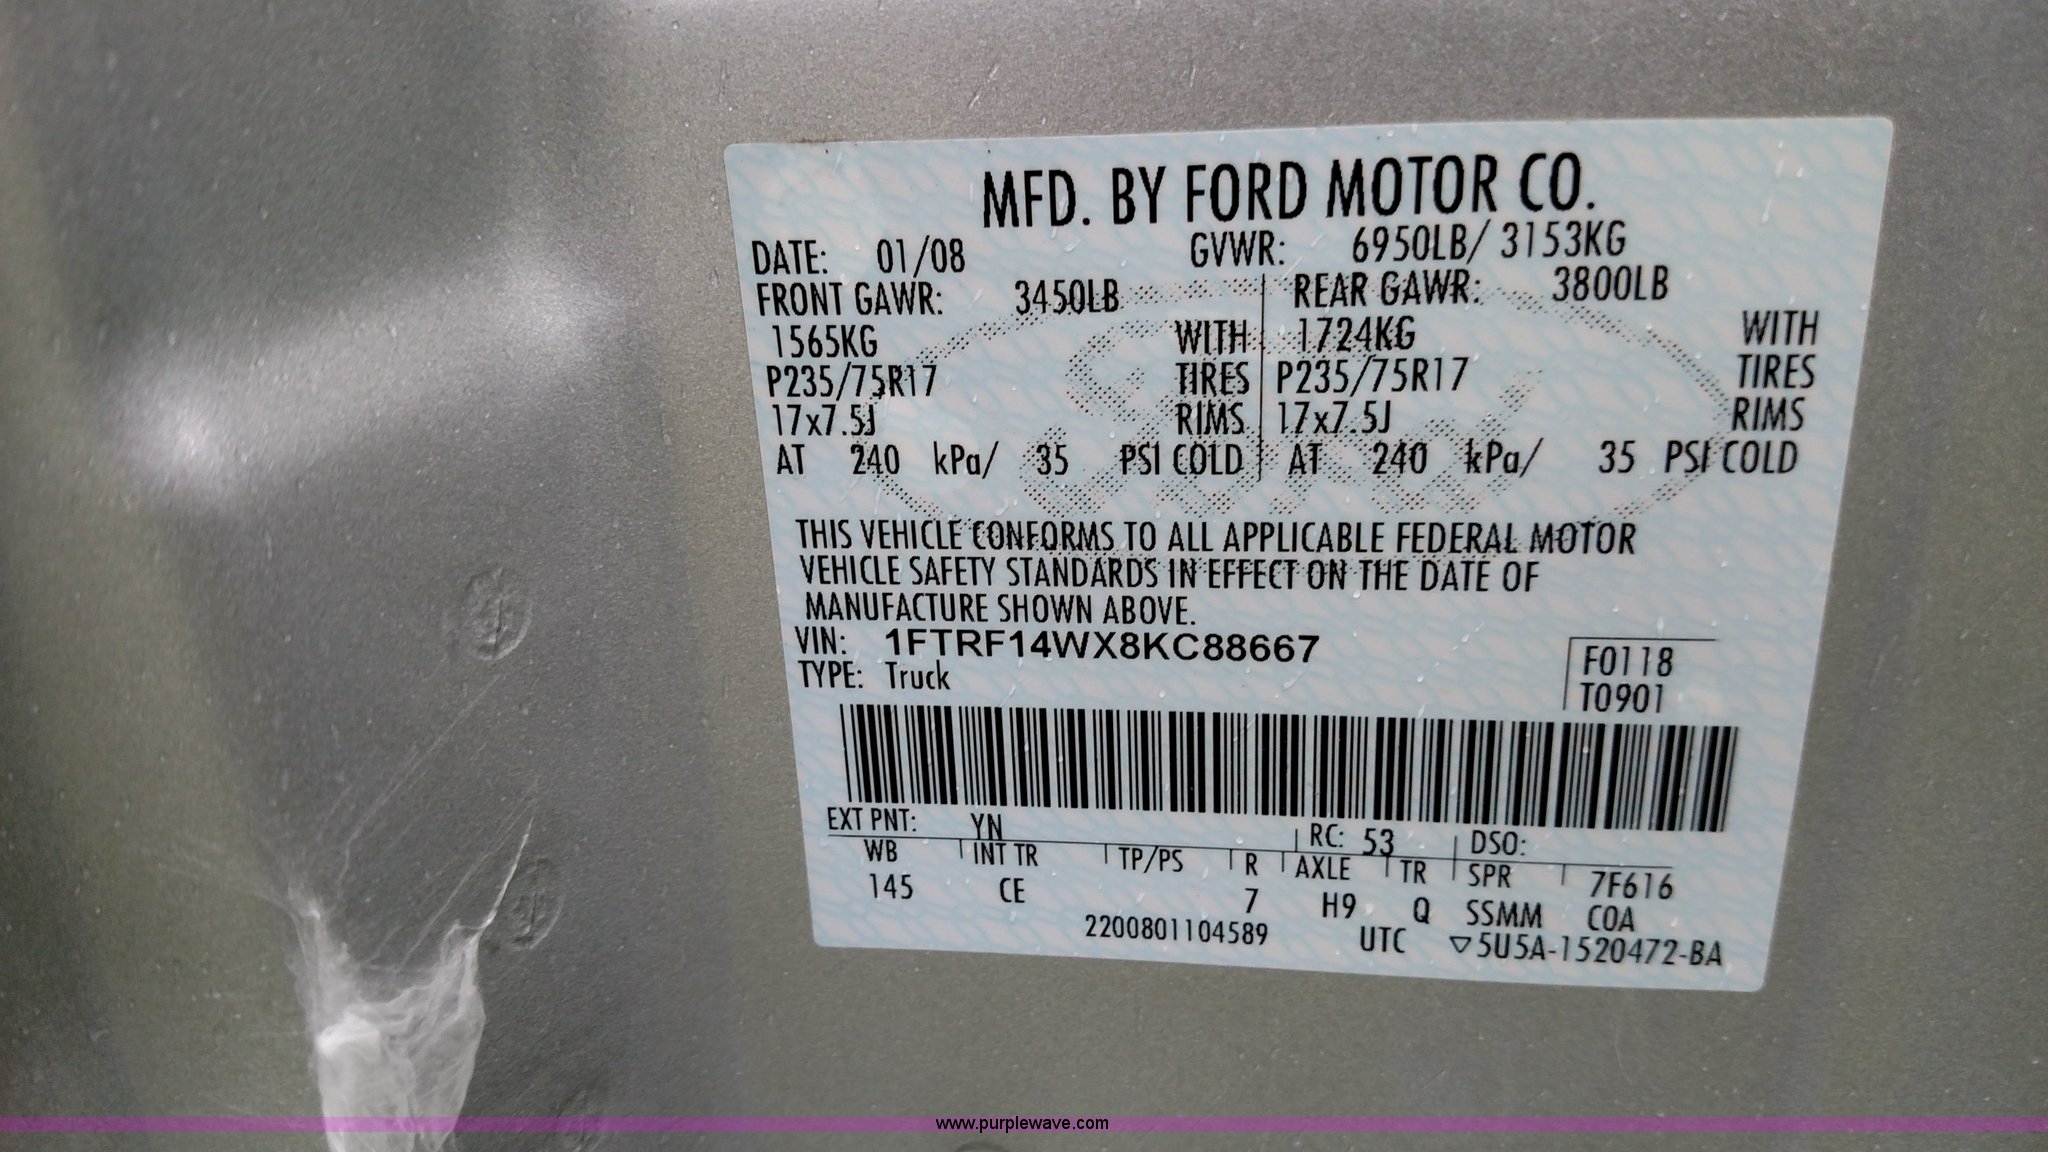 MFD. BY FORD MOTOR CO.
DATE: 01/08 GVWR: 6950LB/ 3153KG
FRONT GAWR: 3450LB REAR GAWR: 3800LB
1565KG WITH 1724KG WITH
P235/75R17 TIRES P235/75R17 TIRES
17x7.5J RIMS 17x7.5J RIMS
AT 240 kPa/ 35 PSI COLD AT 240 kPa/ 35 PSI COLD
THIS VEHICLE CONFORMS TO ALL APPLICABLE FEDERAL MOTOR
VEHICLE SAFETY STANDARDS IN EFFECT ON THE DATE OF
MANUFACTURE SHOWN ABOVE.
VIN: 1FTRF14WX8KC88667
TYPE: Truck
F0118
T0901
EXT PNT: YN RC: 53 DSO:
WB INT TR TP/PS R AXLE TR SPR 7F616
145 CE 7 H9 Q SSMM COA
2200801104589 UTC ▽5U5A-1520472-BA
www.purplewave.com